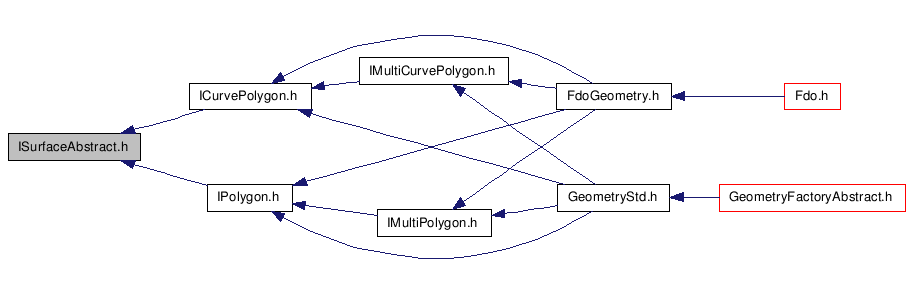 IMultiCurvePolygon.h
ICurvePolygon.h
FdoGeometry.h
Fdo.h
ISurfaceAbstract.h
IPolygon.h
GeometryStd.h
GeometryFactoryAbstract.h
IMultiPolygon.h